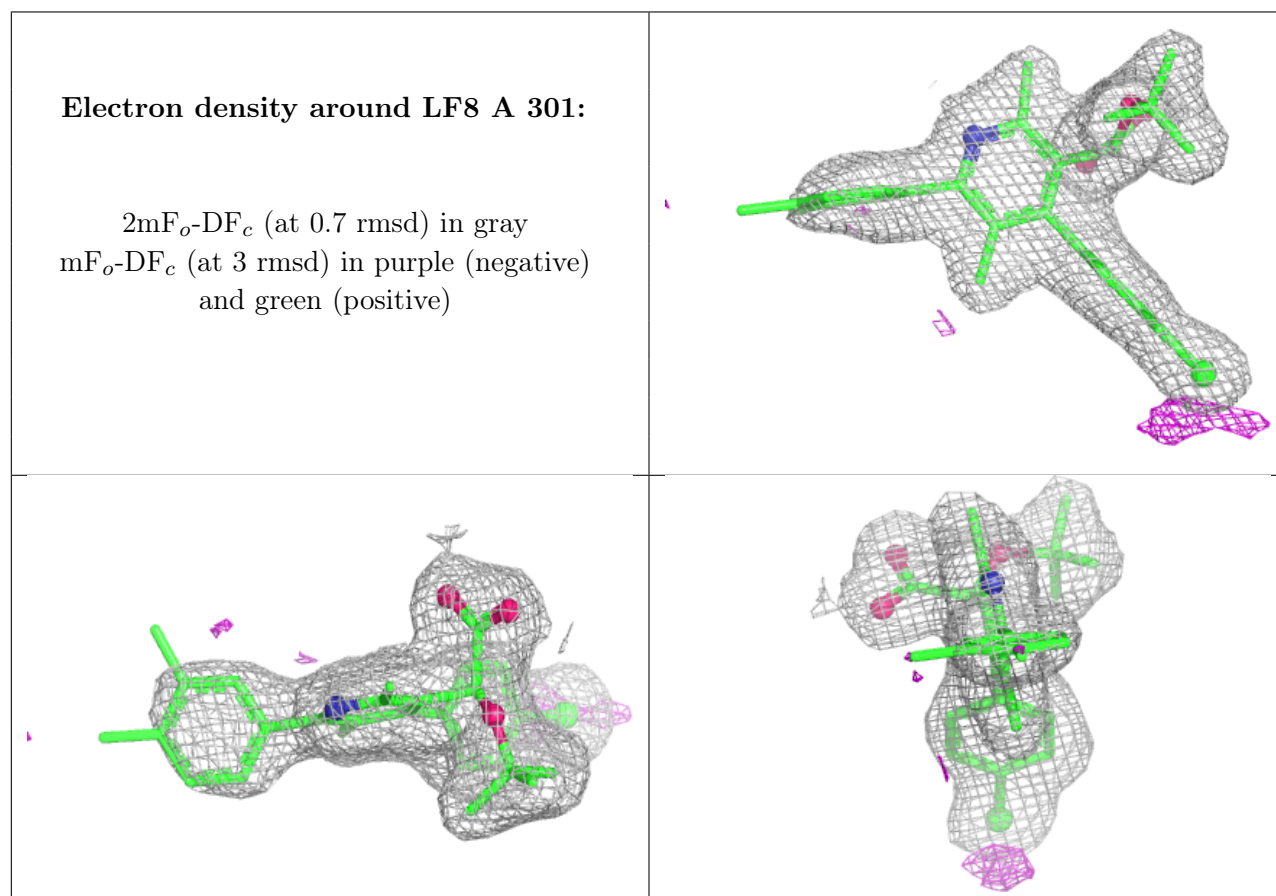 Electron density around LF8 A 301:
2mFo-DFc (at 0.7 rmsd) in gray
mFo-DFc (at 3 rmsd) in purple (negative)
and green (positive)